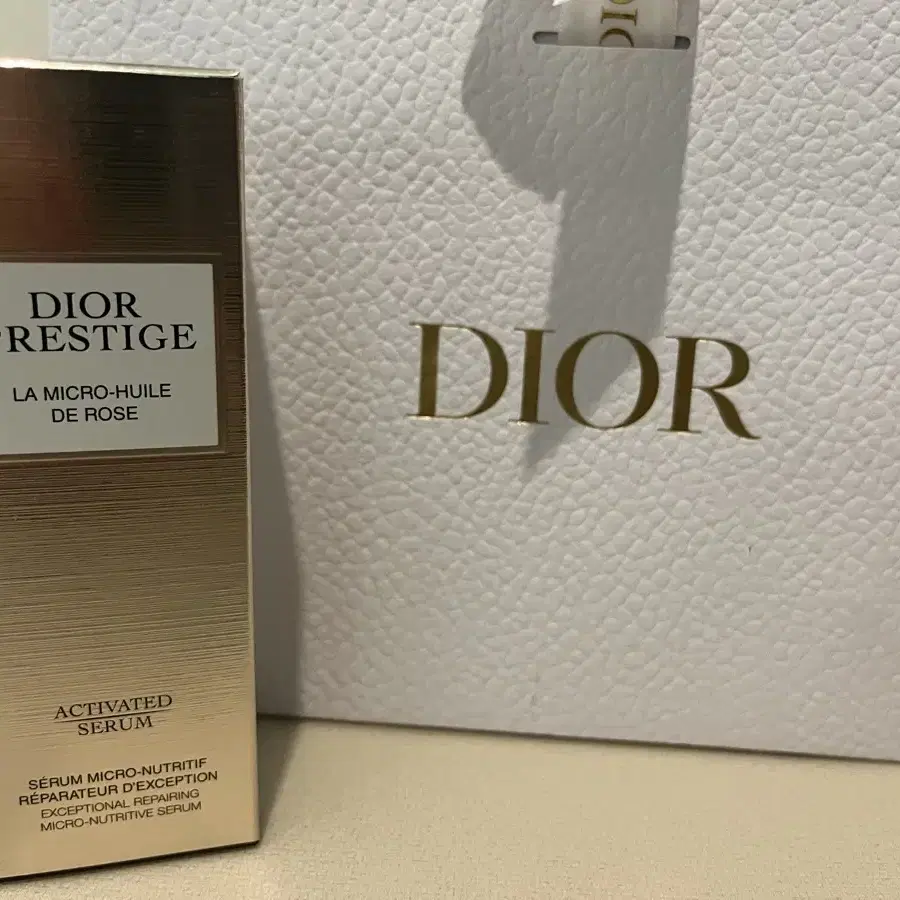 DIOR
PRESTIGE
LA MICRO-HUILE
DE ROSE
ACTIVATED
SERUM
SÉRUM MICRO-NUTRITIF
RÉPARATEUR D'EXCEPTION
EXCEPTIONAL REPAIRING
MICRO-NUTRITIVE SERUM
DIO
DIOR